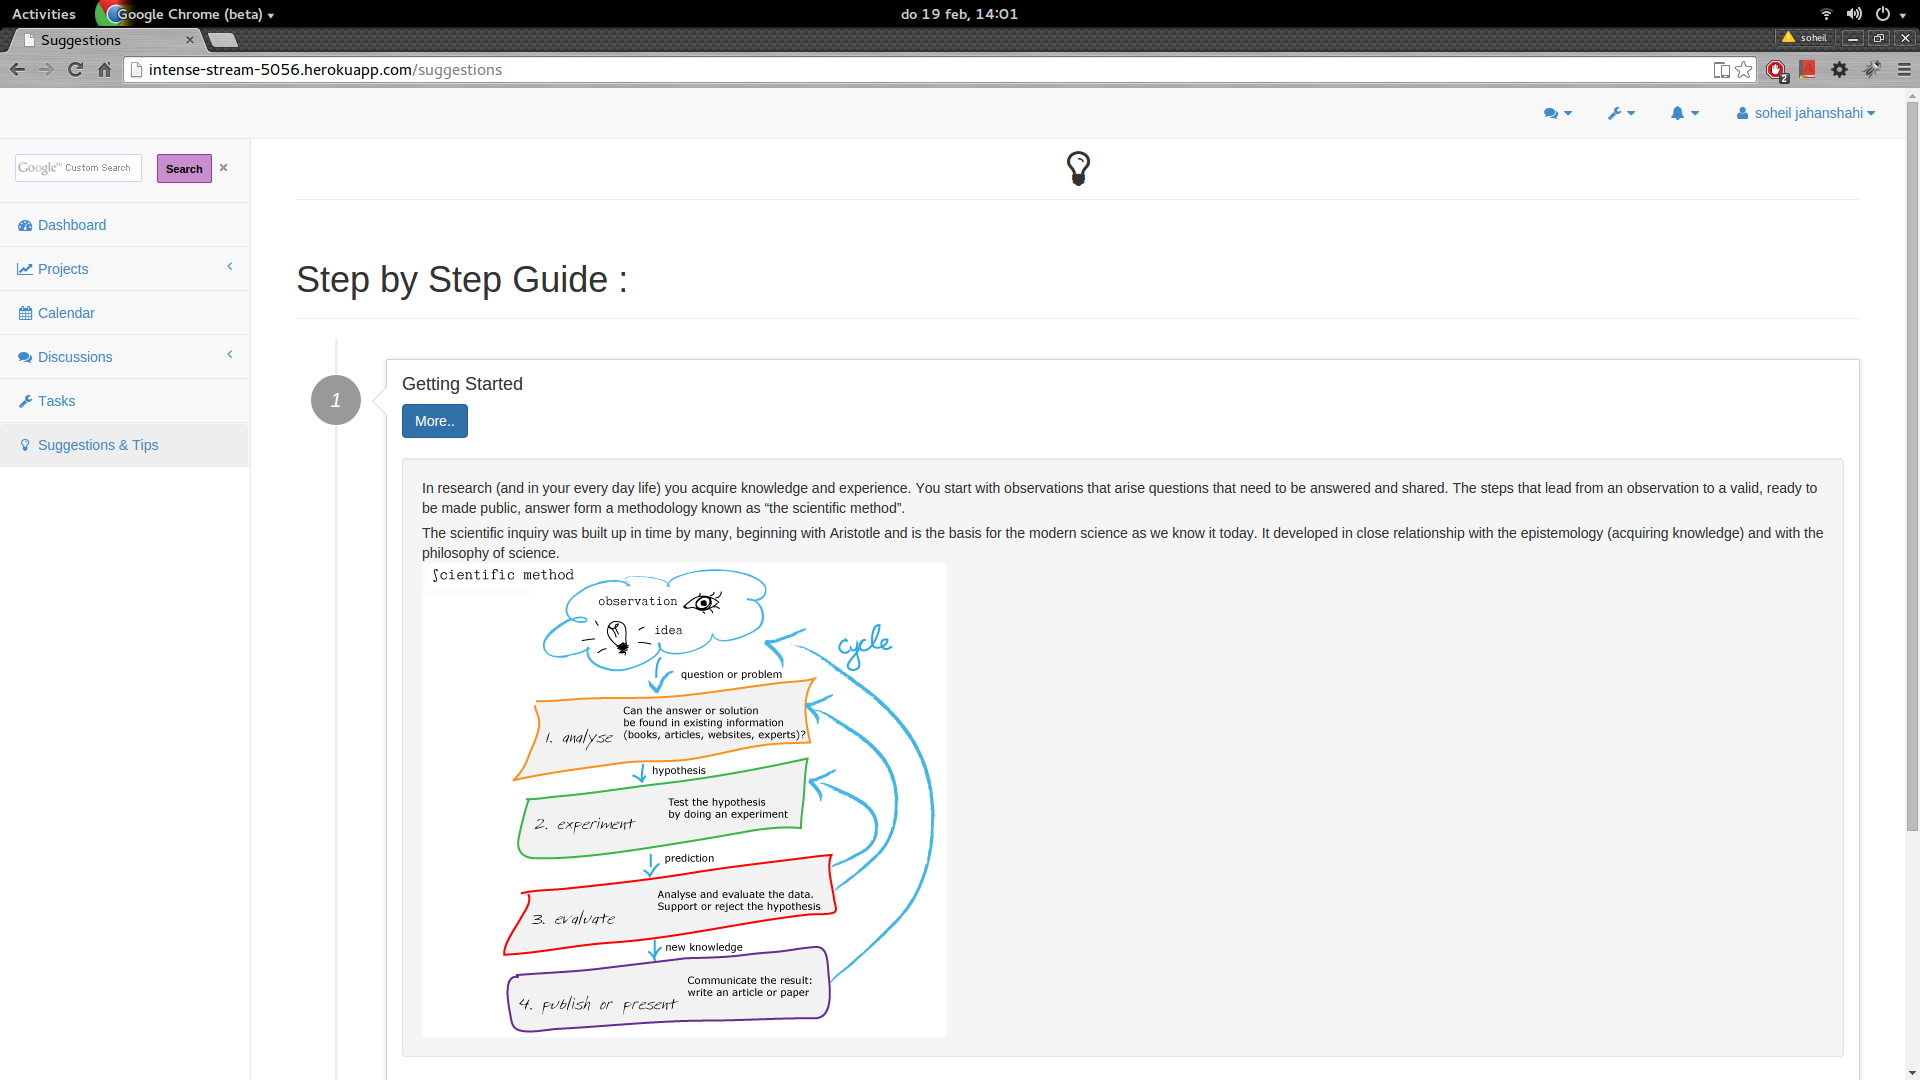 Activities
Google Chrome (beta)
do 19 feb, 14:01
Suggestions
soheil
intense-stream-5056.herokuapp.com/suggestions
2
soheil jahanshahi
Google™ Custom Search
Search
Dashboard
Projects
Calendar
Discussions
Tasks
Suggestions & Tips
Step by Step Guide :
1
Getting Started
More..
In research (and in your every day life) you acquire knowledge and experience. You start with observations that arise questions that need to be answered and shared. The steps that lead from an observation to a valid, ready to
be made public, answer form a methodology known as “the scientific method”.
The scientific inquiry was built up in time by many, beginning with Aristotle and is the basis for the modern science as we know it today. It developed in close relationship with the epistemology (acquiring knowledge) and with the
philosophy of science.
Scientific method
observation
idea
cycle
question or problem
Can the answer or solution
be found in existing information
(books, articles, websites, experts)?
1. analyse
hypothesis
Test the hypothesis
by doing an experiment
2. experiment
prediction
Analyse and evaluate the data.
Support or reject the hypothesis
3. evaluate
new knowledge
Communicate the result:
write an article or paper
4. publish or present